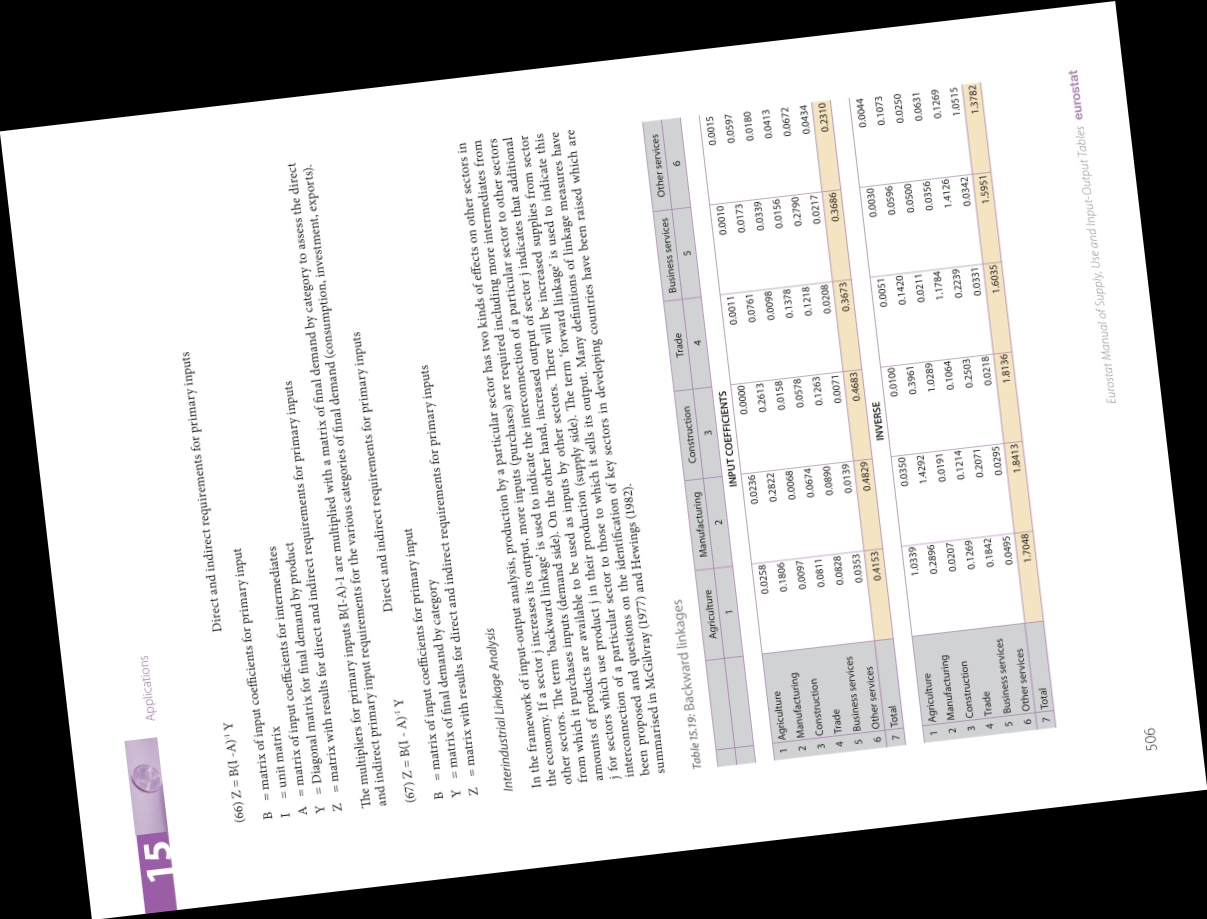 15 Applications
Direct and indirect requirements for primary inputs
(66) Z = B(I -A)⁻¹ Y Direct and indirect requirements for primary input
B = matrix of input coefficients for primary input
I = unit matrix
A = matrix of input coefficients for intermediates
Y = Diagonal matrix for final demand by product
Z = matrix with results for direct and indirect requirements for primary inputs
The multipliers for primary inputs B(I-A)-1 are multiplied with a matrix of final demand by category to assess the direct
and indirect primary input requirements for the various categories of final demand (consumption, investment, exports).
(67) Z = B(I - A)⁻¹ Y Direct and indirect requirements for primary inputs
B = matrix of input coefficients for primary input
Y = matrix of final demand by category
Z = matrix with results for direct and indirect requirements for primary inputs
Interindustrial Linkage Analysis
In the framework of input-output analysis, production by a particular sector has two kinds of effects on other sectors in
the economy. If a sector j increases its output, more inputs (purchases) are required including more intermediates from
other sectors. The term 'backward linkage' is used to indicate the interconnection of a particular sector to other sectors
from which it purchases inputs (demand side). On the other hand, increased output of sector j indicates that additional
amounts of products are available to be used as inputs by other sectors. There will be increased supplies from sector
j for sectors which use product j in their production (supply side). The term 'forward linkage' is used to indicate this
interconnection of a particular sector to those to which it sells its output. Many definitions of linkage measures have
been proposed and questions on the identification of key sectors in developing countries have been raised which are
summarised in McGilvray (1977) and Hewings (1982).
Table 15.19: Backward linkages
Agriculture Manufacturing Construction Trade Business services Other services
1 2 3 4 5 6
INPUT COEFFICIENTS
1 Agriculture 0.0258 0.0236 0.0000 0.0011 0.0010 0.0015
2 Manufacturing 0.1806 0.2822 0.2613 0.0761 0.0173 0.0597
3 Construction 0.0097 0.0068 0.0158 0.0098 0.0339 0.0180
4 Trade 0.0811 0.0674 0.0578 0.1378 0.0156 0.0413
5 Business services 0.0828 0.0890 0.1263 0.1218 0.2790 0.0672
6 Other services 0.0353 0.0139 0.0071 0.0208 0.0217 0.0434
7 Total 0.4153 0.4829 0.4683 0.3673 0.3686 0.2310
INVERSE
1 Agriculture 1.0339 0.0350 0.0100 0.0051 0.0030 0.0044
2 Manufacturing 0.2896 1.4292 0.3961 0.1420 0.0596 0.1073
3 Construction 0.0207 0.0191 1.0289 0.0211 0.0500 0.0250
4 Trade 0.1269 0.1214 0.1064 1.1784 0.0356 0.0631
5 Business services 0.1842 0.2071 0.2503 0.2239 1.4126 0.1269
6 Other services 0.0495 0.0295 0.0218 0.0331 0.0342 1.0515
7 Total 1.7048 1.8413 1.8136 1.6035 1.5951 1.3782
506 Eurostat Manual of Supply, Use and Input-Output Tables eurostat